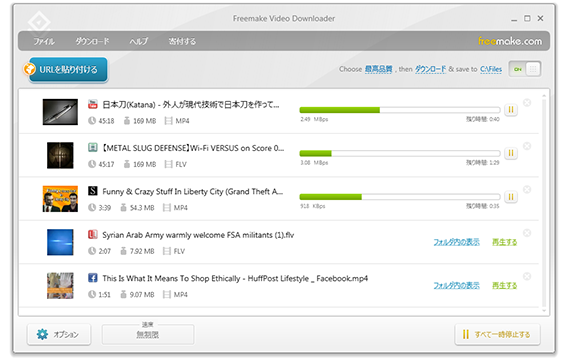 Freemake Video Downloader
ファイル ダウンロード ヘルプ 寄付する freemake.com
URLを貼り付ける Choose 最高品質 , then ダウンロード & save to C:\Files ON
日本刀(Katana) - 外人が現代技術で日本刀を作って...
45:18 169 MB MP4 2.49 MBps 残り時間: 0:40
【METAL SLUG DEFENSE】Wi-Fi VERSUS on Score 0...
45:17 169 MB FLV 3.08 MBps 残り時間: 1:29
Funny & Crazy Stuff In Liberty City (Grand Theft A...
3:39 54.3 MB MP4 918 KBps 残り時間: 0:35
Syrian Arab Army warmly welcome FSA militants (1).flv
2:07 7.92 MB FLV フォルダ内の表示 再生する
This Is What It Means To Shop Ethically - HuffPost Lifestyle _ Facebook.mp4
1:51 9.07 MB MP4 フォルダ内の表示 再生する
オプション 速度 無制限 すべて一時停止する